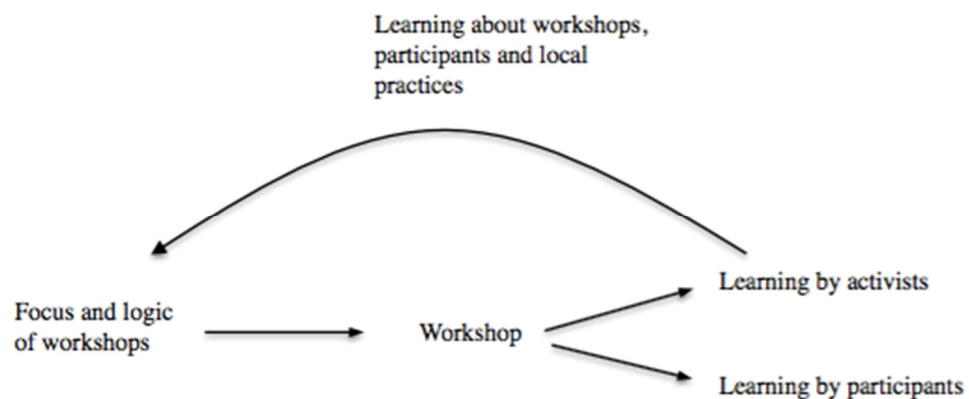 Learning about workshops,
participants and local
practices
Learning by activists
Focus and logic
of workshops
Workshop
Learning by participants